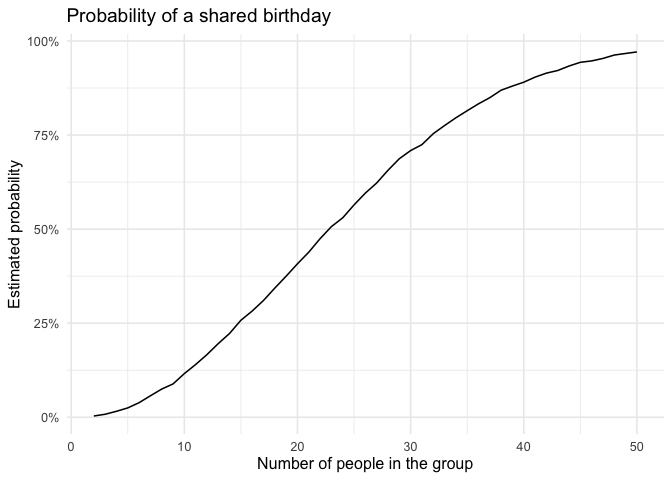 Probability of a shared birthday
Estimated probability
100%
75%
50%
25%
0%
0 10 20 30 40 50
Number of people in the group